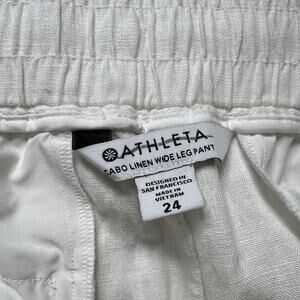 ATHLETA
CABO LINEN WIDE LEG PANT
DESIGNED IN
SAN FRANCISCO
MADE IN
VIETNAM
24